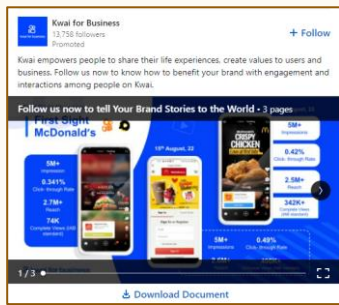 Kwai for Business
13,758 followers
Promoted
+ Follow
Kwai empowers people to share their life experiences, create values to users and
business. Follow us now to know how to benefit your brand with engagement and
interactions among people on Kwai.
Follow us now to tell Your Brand Stories to the World • 3 pages
First Sight
McDonald's
15th August, 22
5M+
Impressions
0.341%
Click-through Rate
2.7M+
Reach
74K
Complete Views
CRISPY
CHICKEN
5M+
Impressions
0.42%
Click-through Rate
2.5M+
Reach
342K+
Complete Views
5M+
Impressions
0.49%
Click-through Rate
1 / 3
Download Document